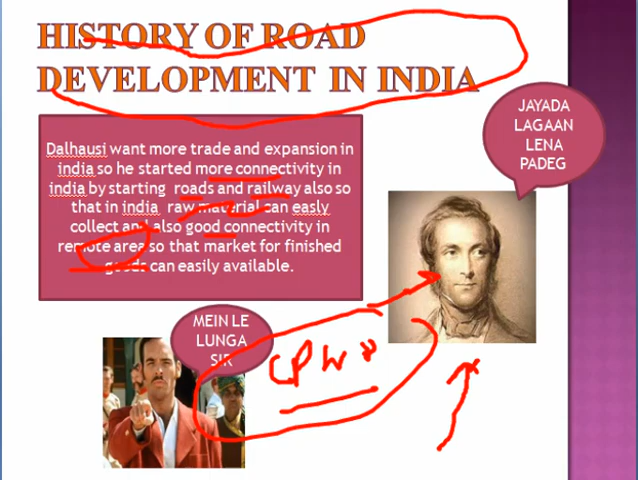 HISTORY OF ROAD
DEVELOPMENT IN INDIA
JAYADA
LAGAAN
LENA
PADEG
Dalhausi want more trade and expansion in
india so he started more connectivity in
india by starting roads and railway also so
that in india raw material can easly
collect and also good connectivity in
remote area so that market for finished
goods can easily available.
MEIN LE
LUNGA
SIR